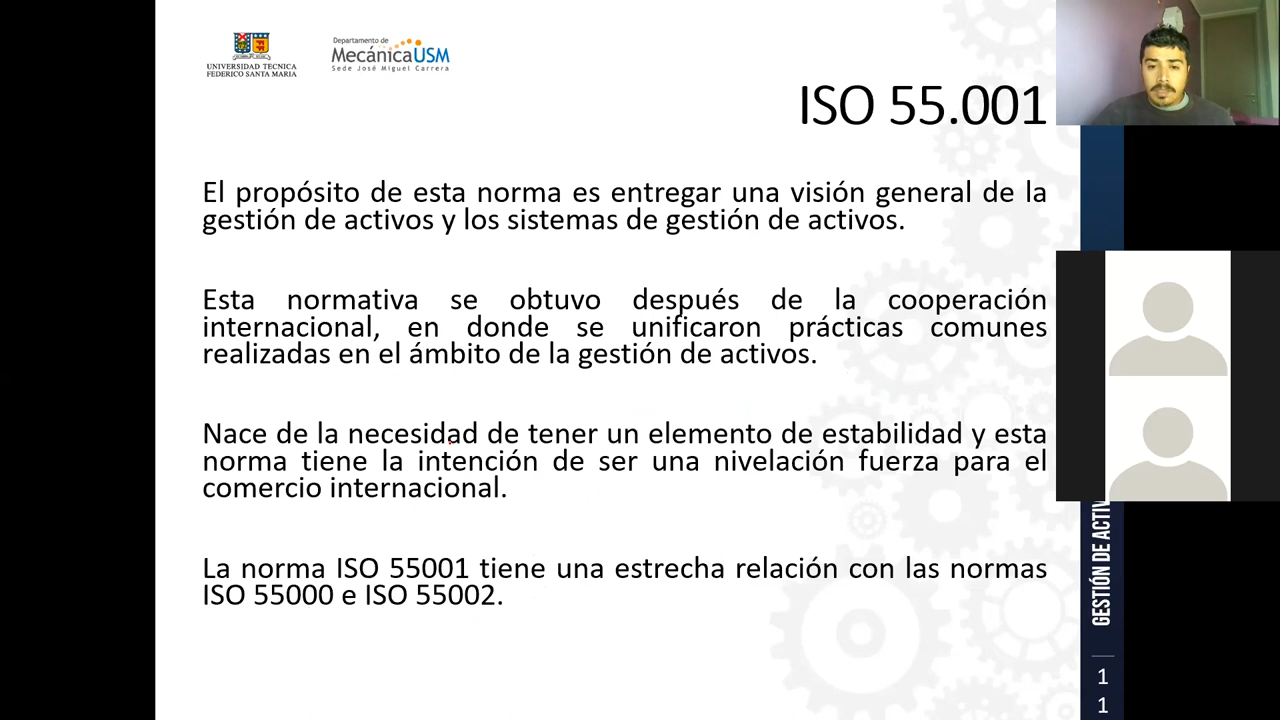 UNIVERSIDAD TECNICA
FEDERICO SANTA MARIA
Departamento de
MecánicaUSM
Sede José Miguel Carrera
ISO 55.001
El propósito de esta norma es entregar una visión general de la
gestión de activos y los sistemas de gestión de activos.
Esta normativa se obtuvo después de la cooperación
internacional, en donde se unificaron prácticas comunes
realizadas en el ámbito de la gestión de activos.
Nace de la necesidad de tener un elemento de estabilidad y esta
norma tiene la intención de ser una nivelación fuerza para el
comercio internacional.
La norma ISO 55001 tiene una estrecha relación con las normas
ISO 55000 e ISO 55002.
GESTIÓN DE ACTIV
1
1